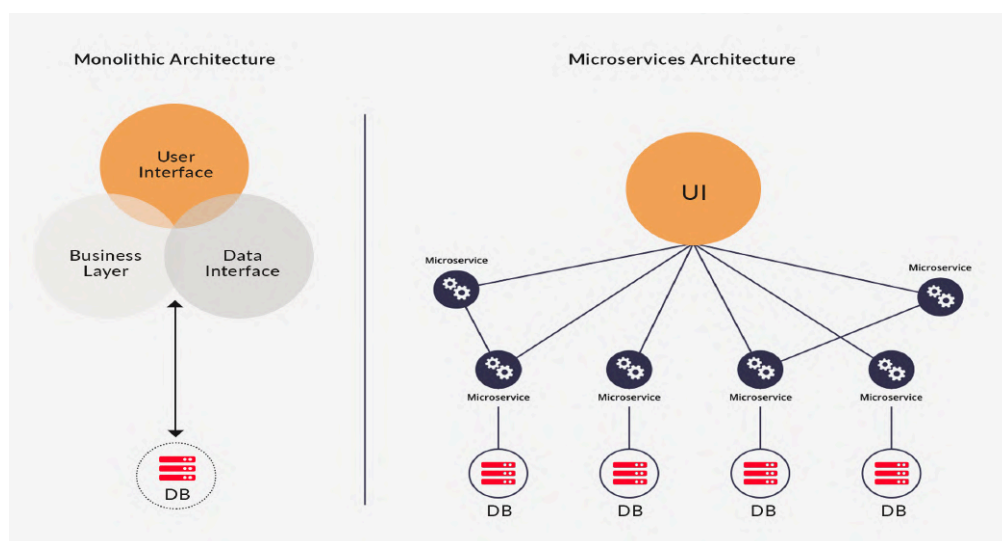 Monolithic Architecture
User
Interface
Business
Layer
Data
Interface
DB
Microservices Architecture
UI
Microservice
Microservice
Microservice
Microservice
Microservice
Microservice
DB
DB
DB
DB